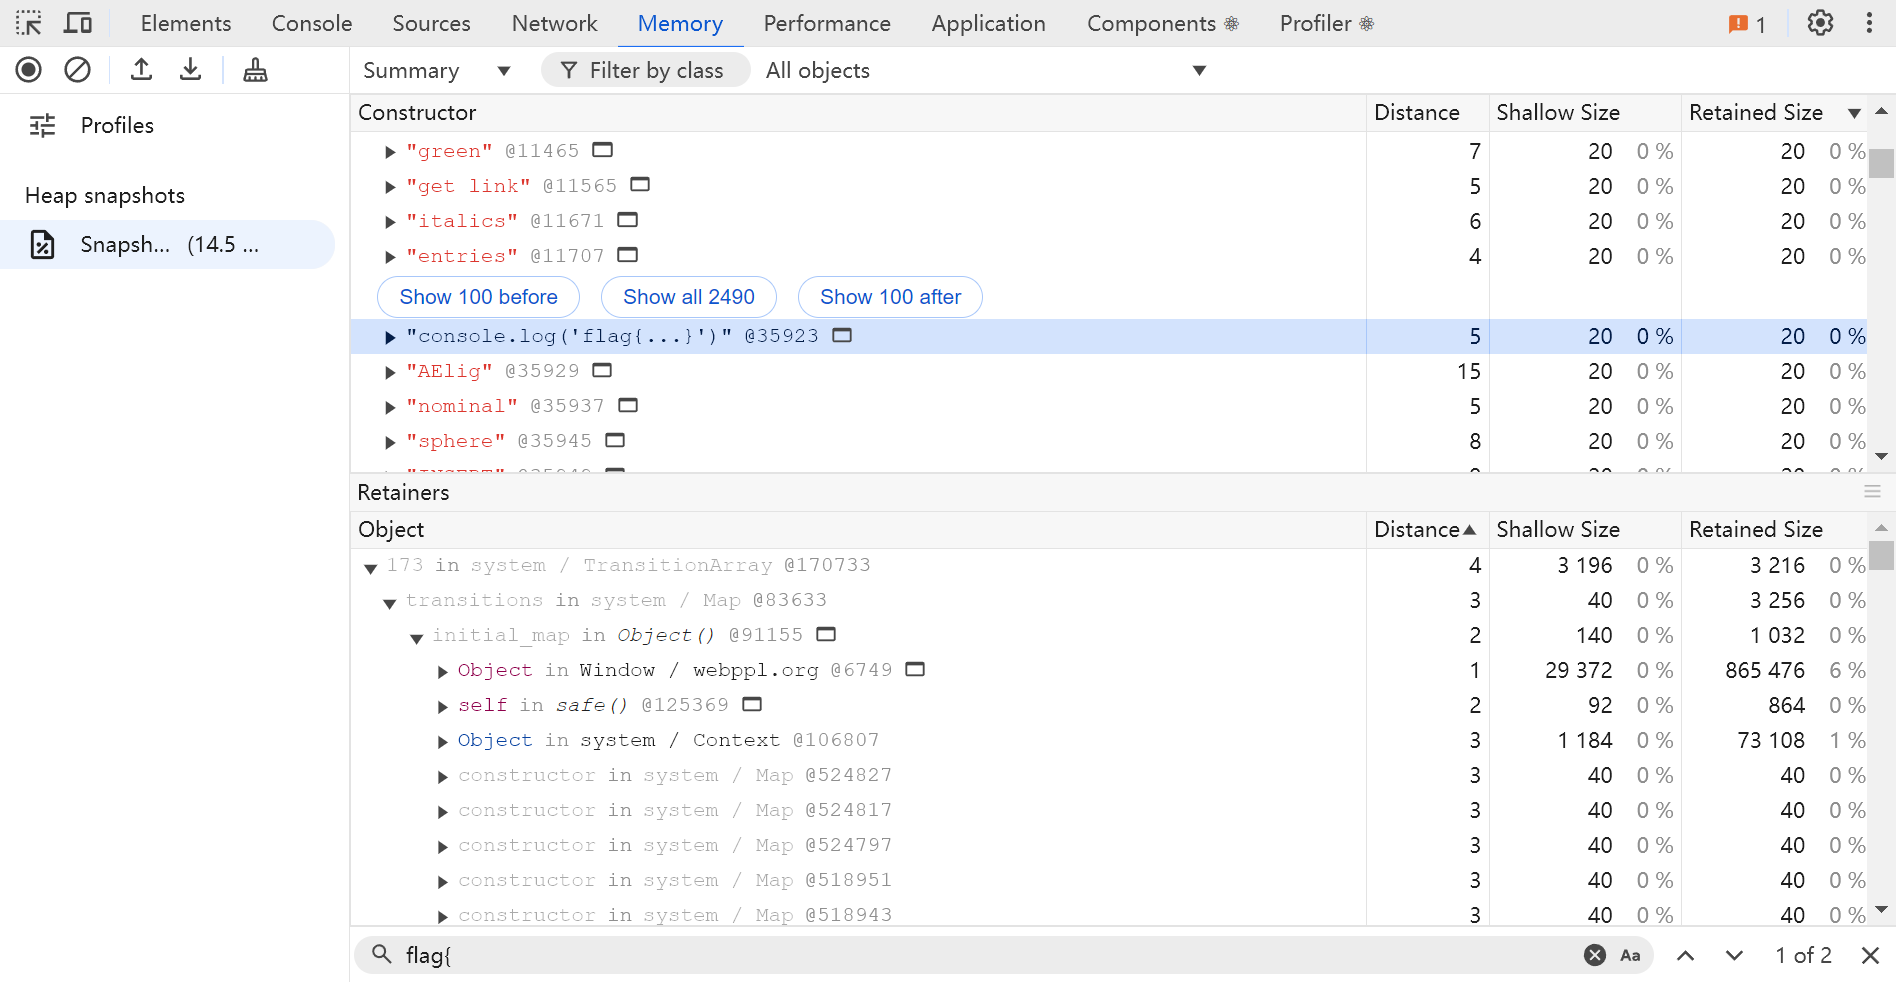 Elements Console Sources Network Memory Performance Application Components Profiler 1
Summary Filter by class All objects
Profiles
Heap snapshots
Snapsh... (14.5 ...
Constructor Distance Shallow Size Retained Size
"green" @11465 7 20 0 % 20 0 %
"get link" @11565 5 20 0 % 20 0 %
"italics" @11671 6 20 0 % 20 0 %
"entries" @11707 4 20 0 % 20 0 %
Show 100 before Show all 2490 Show 100 after
"console.log('flag{...}')" @35923 5 20 0 % 20 0 %
"AElig" @35929 15 20 0 % 20 0 %
"nominal" @35937 5 20 0 % 20 0 %
"sphere" @35945 8 20 0 % 20 0 %
Retainers
Object Distance Shallow Size Retained Size
173 in system / TransitionArray @170733 4 3 196 0 % 3 216 0 %
transitions in system / Map @83633 3 40 0 % 3 256 0 %
initial_map in Object() @91155 2 140 0 % 1 032 0 %
Object in Window / webppl.org @6749 1 29 372 0 % 865 476 6 %
self in safe() @125369 2 92 0 % 864 0 %
Object in system / Context @106807 3 1 184 0 % 73 108 1 %
constructor in system / Map @524827 3 40 0 % 40 0 %
constructor in system / Map @524817 3 40 0 % 40 0 %
constructor in system / Map @524797 3 40 0 % 40 0 %
constructor in system / Map @518951 3 40 0 % 40 0 %
constructor in system / Map @518943 3 40 0 % 40 0 %
flag{ Aa 1 of 2